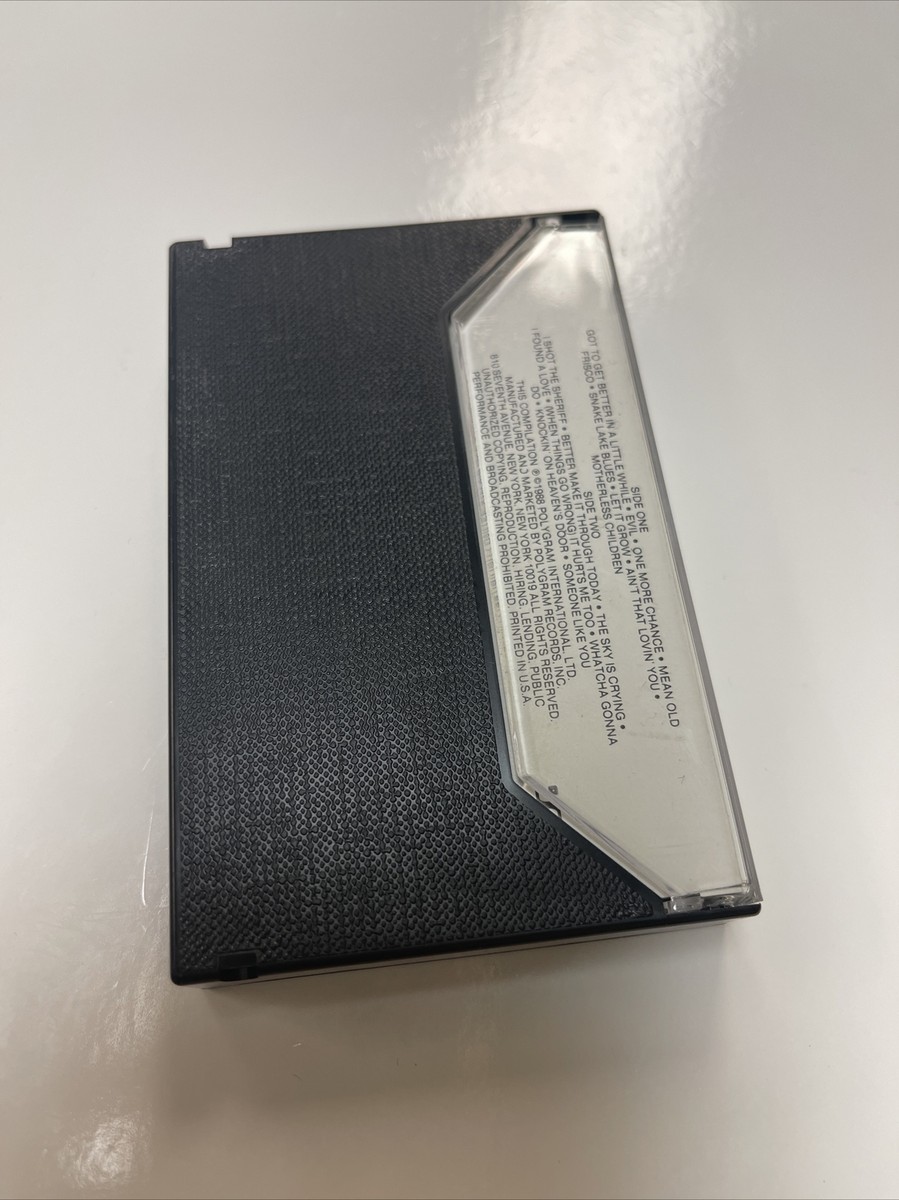 SIDE ONE
GOT TO GET BETTER IN A LITTLE WHILE • EVIL • ONE MORE CHANCE • MEAN OLD
FRISCO • SNAKE LAKE BLUES • LET IT GROW • AIN'T THAT LOVIN' YOU •
MOTHERLESS CHILDREN
SIDE TWO
I SHOT THE SHERIFF • BETTER MAKE IT THROUGH TODAY • THE SKY IS CRYING •
I FOUND A LOVE • (WHEN THINGS GO WRONG) IT HURTS ME TOO • WHATCHA GONNA
DO • KNOCKIN' ON HEAVEN'S DOOR • SOMEONE LIKE YOU
THIS COMPILATION ℗©1988 POLYGRAM INTERNATIONAL, LTD.
MANUFACTURED AND MARKETED BY POLYGRAM RECORDS, INC.
810 SEVENTH AVENUE, NEW YORK, NEW YORK 10019 ALL RIGHTS RESERVED.
UNAUTHORIZED COPYING, REPRODUCTION, HIRING, LENDING, PUBLIC
PERFORMANCE AND BROADCASTING PROHIBITED. PRINTED IN U.S.A.